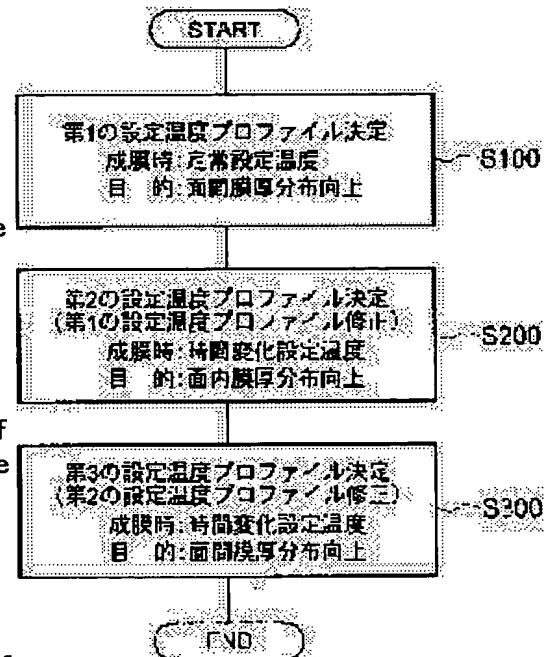 START
第1の設定温度プロファイル決定
成膜時:定常設定温度
目 的:面間膜厚分布向上
S100
e
第2の設定温度プロファイル決定
(第1の設定温度プロファイル修正)
成膜時:時間変化設定温度
目 的:面内膜厚分布向上
S200
f
e
第3の設定温度プロファイル決定
(第2の設定温度プロファイル修正)
成膜時:時間変化設定温度
目 的:面間膜厚分布向上
S300
END